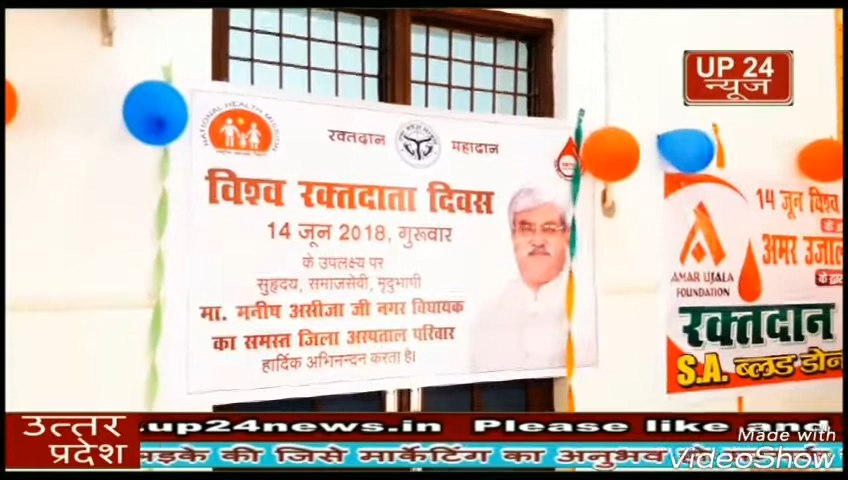 UP 24
न्यूज
NATIONAL HEALTH MISSION
रक्तदान महादान
विश्व रक्तदाता दिवस
14 जून 2018, गुरूवार
के उपलक्ष्य पर
सुहृदय, समाजसेवी, मृदुभाषी
मा. मनीष असीजा जी नगर विधायक
का समस्त जिला अस्पताल परिवार
हार्दिक अभिनन्दन करता है.
14 जून विश्व
अमर उजाल
AMAR UJALA
FOUNDATION
रक्तदान
S.A. ब्लड डोन
उत्तर
प्रदेश
.up24news.in Please like and
की जिसे मार्केटिंग का अनुभव
Made with
VideoShow